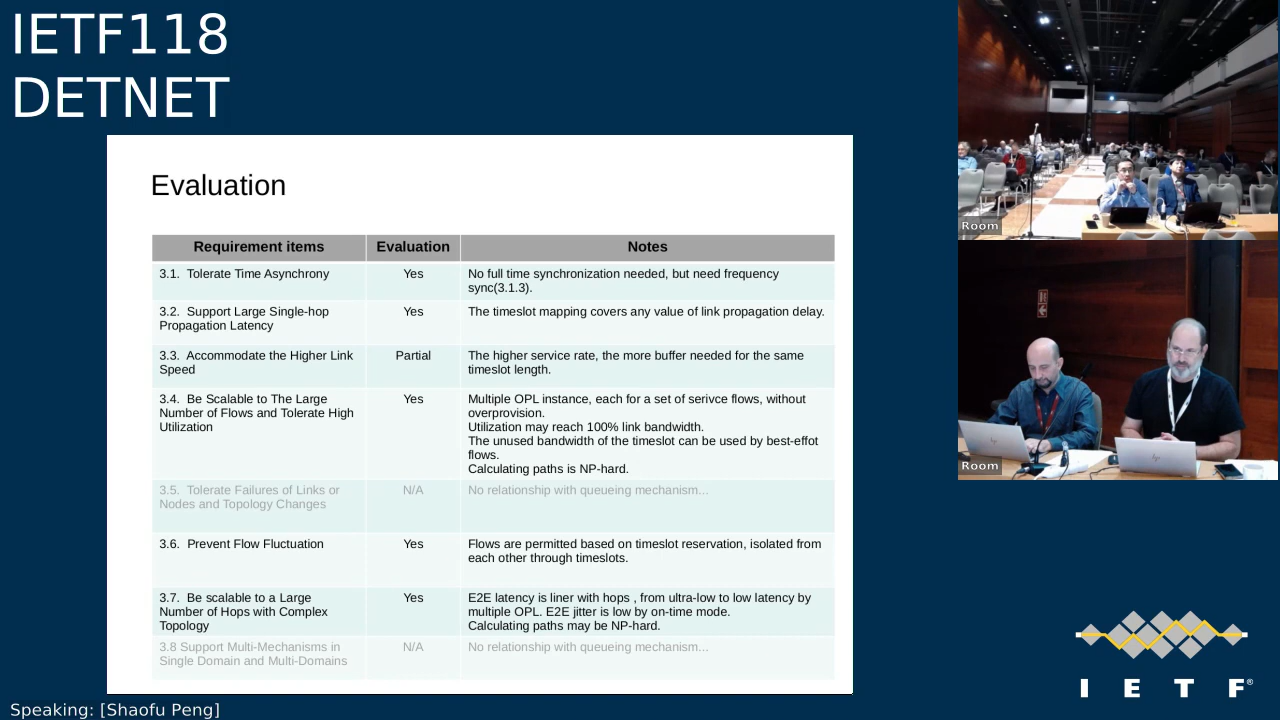 IETF118
DETNET
Evaluation
Requirement items Evaluation Notes
3.1. Tolerate Time Asynchrony Yes No full time synchronization needed, but need frequency
sync(3.1.3).
3.2. Support Large Single-hop Yes The timeslot mapping covers any value of link propagation delay.
Propagation Latency
3.3. Accommodate the Higher Link Partial The higher service rate, the more buffer needed for the same
Speed timeslot length.
3.4. Be Scalable to The Large Yes Multiple OPL instance, each for a set of serivce flows, without
Number of Flows and Tolerate High overprovision.
Utilization Utilization may reach 100% link bandwidth.
The unused bandwidth of the timeslot can be used by best-effot
flows.
Calculating paths is NP-hard.
3.5. Tolerate Failures of Links or N/A No relationship with queueing mechanism...
Nodes and Topology Changes
3.6. Prevent Flow Fluctuation Yes Flows are permitted based on timeslot reservation, isolated from
each other through timeslots.
3.7. Be scalable to a Large Yes E2E latency is liner with hops , from ultra-low to low latency by
Number of Hops with Complex multiple OPL. E2E jitter is low by on-time mode.
Topology Calculating paths may be NP-hard.
3.8 Support Multi-Mechanisms in N/A No relationship with queueing mechanism...
Single Domain and Multi-Domains
Room
Room
I E T F®
Speaking: [Shaofu Peng]